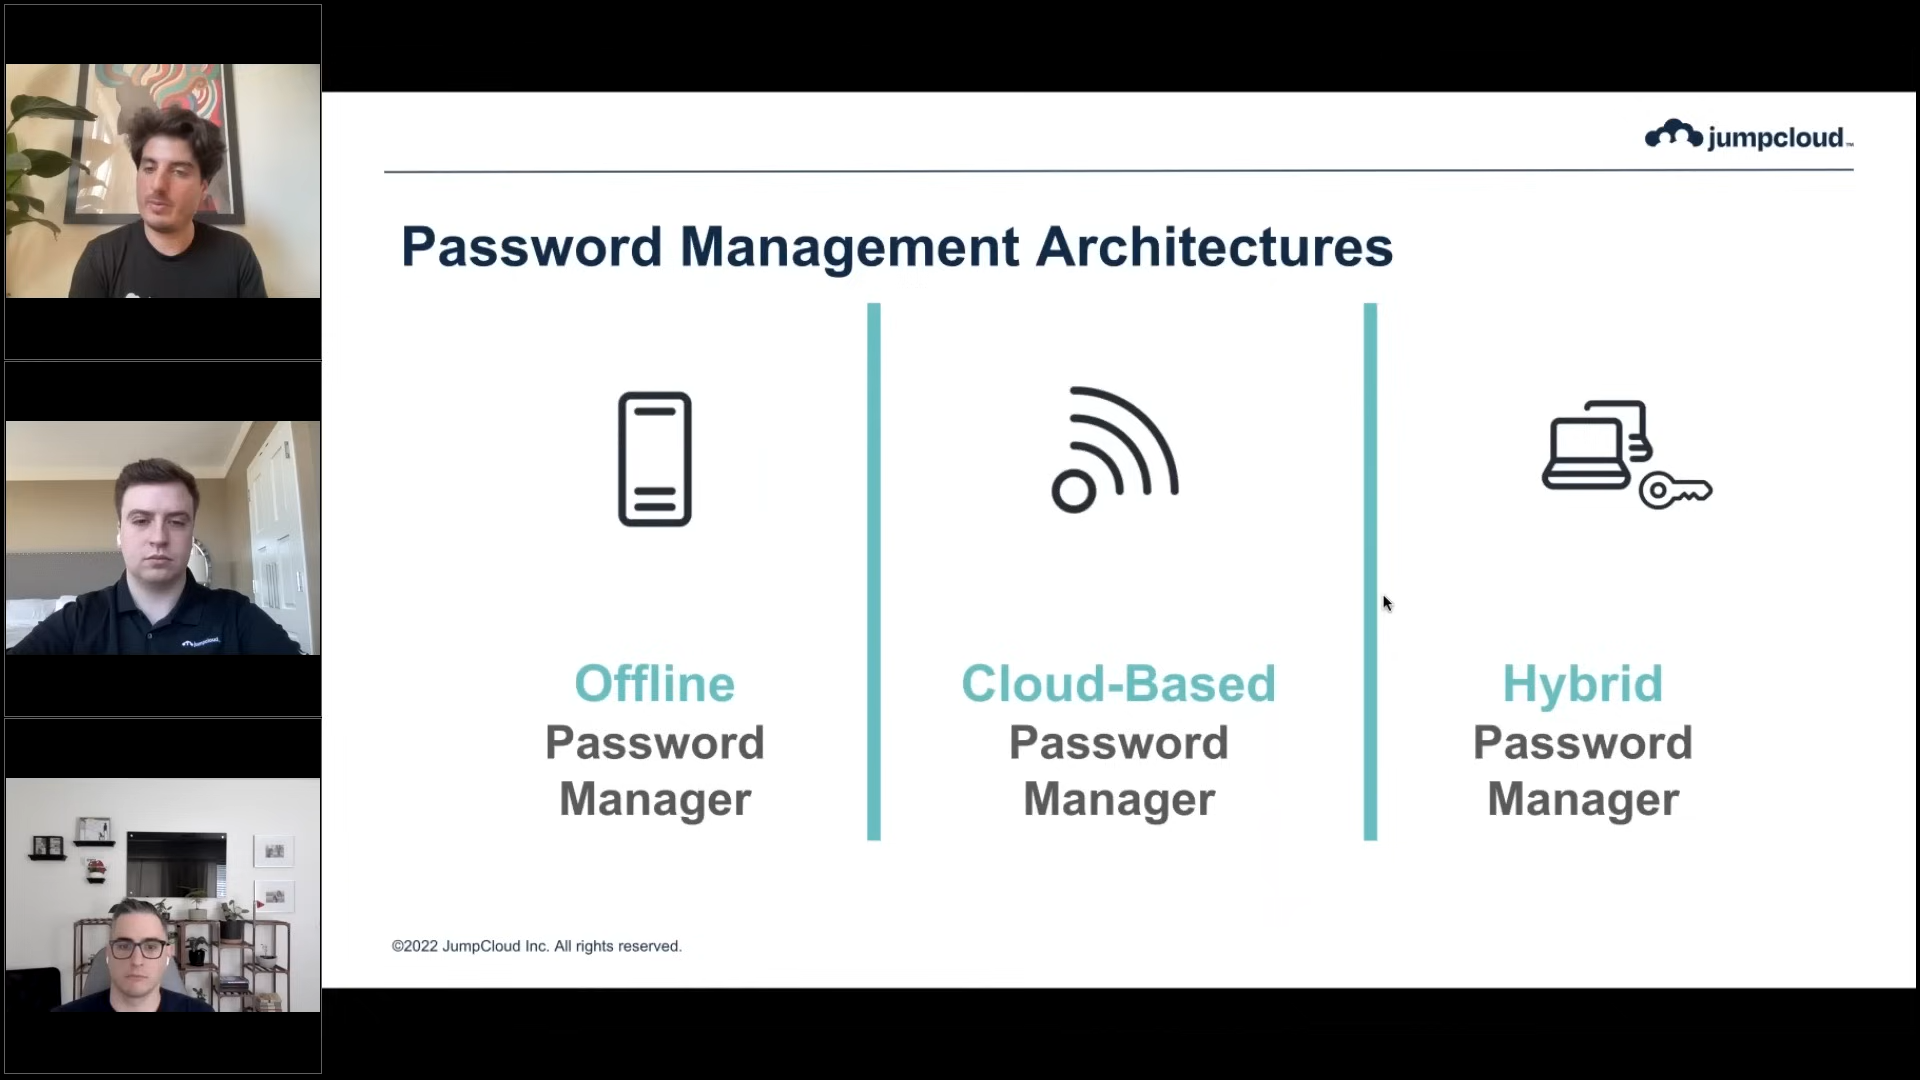 jumpcloud™
Password Management Architectures
Offline
Password
Manager
Cloud-Based
Password
Manager
Hybrid
Password
Manager
©2022 JumpCloud Inc. All rights reserved.
jumpcloud